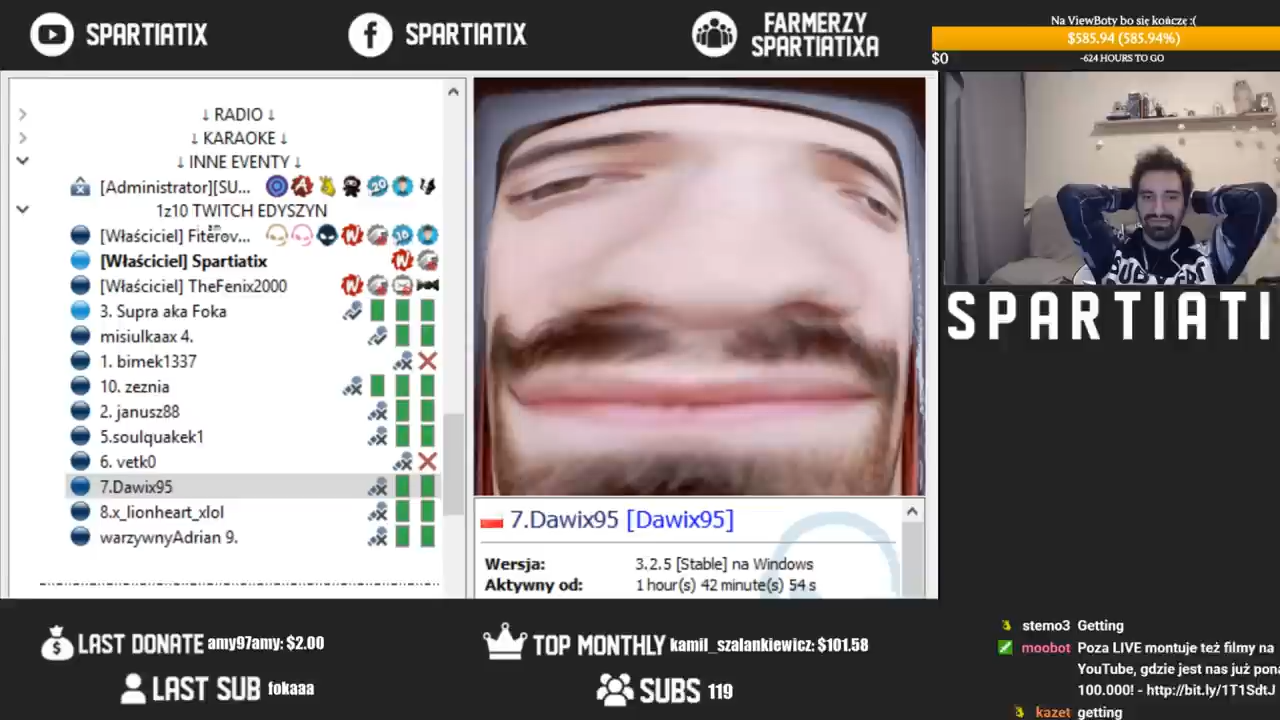 SPARTIATIX
SPARTIATIX
FARMERZY
SPARTIATIXA
Na ViewBoty bo się kończę :(
$585.94 (585.94%)
$0
-624 HOURS TO GO
↓ RADIO ↓
↓ KARAOKE ↓
↓ INNE EVENTY ↓
[Administrator][SU...
1z10 TWITCH EDYSZYN
[Właściciel] Fiterov...
[Właściciel] Spartiatix
[Właściciel] TheFenix2000
3. Supra aka Foka
misiulkaax 4.
1. bimek1337
10. zeznia
2. janusz88
5.soulquakek1
6. vetk0
7.Dawix95
8.x_lionheart_xlol
warzywnyAdrian 9.
7.Dawix95 [Dawix95]
Wersja: 3.2.5 [Stable] na Windows
Aktywny od: 1 hour(s) 42 minute(s) 54 s
SPARTIATI
LAST DONATE amy97amy: $2.00
TOP MONTHLY kamil_szalankiewicz: $101.58
LAST SUB fokaaa
SUBS 119
stemo3 Getting
moobot Poza LIVE montuje też filmy na
YouTube, gdzie jest nas już pona
100.000! - http://bit.ly/1T1SdtJ
kazet getting